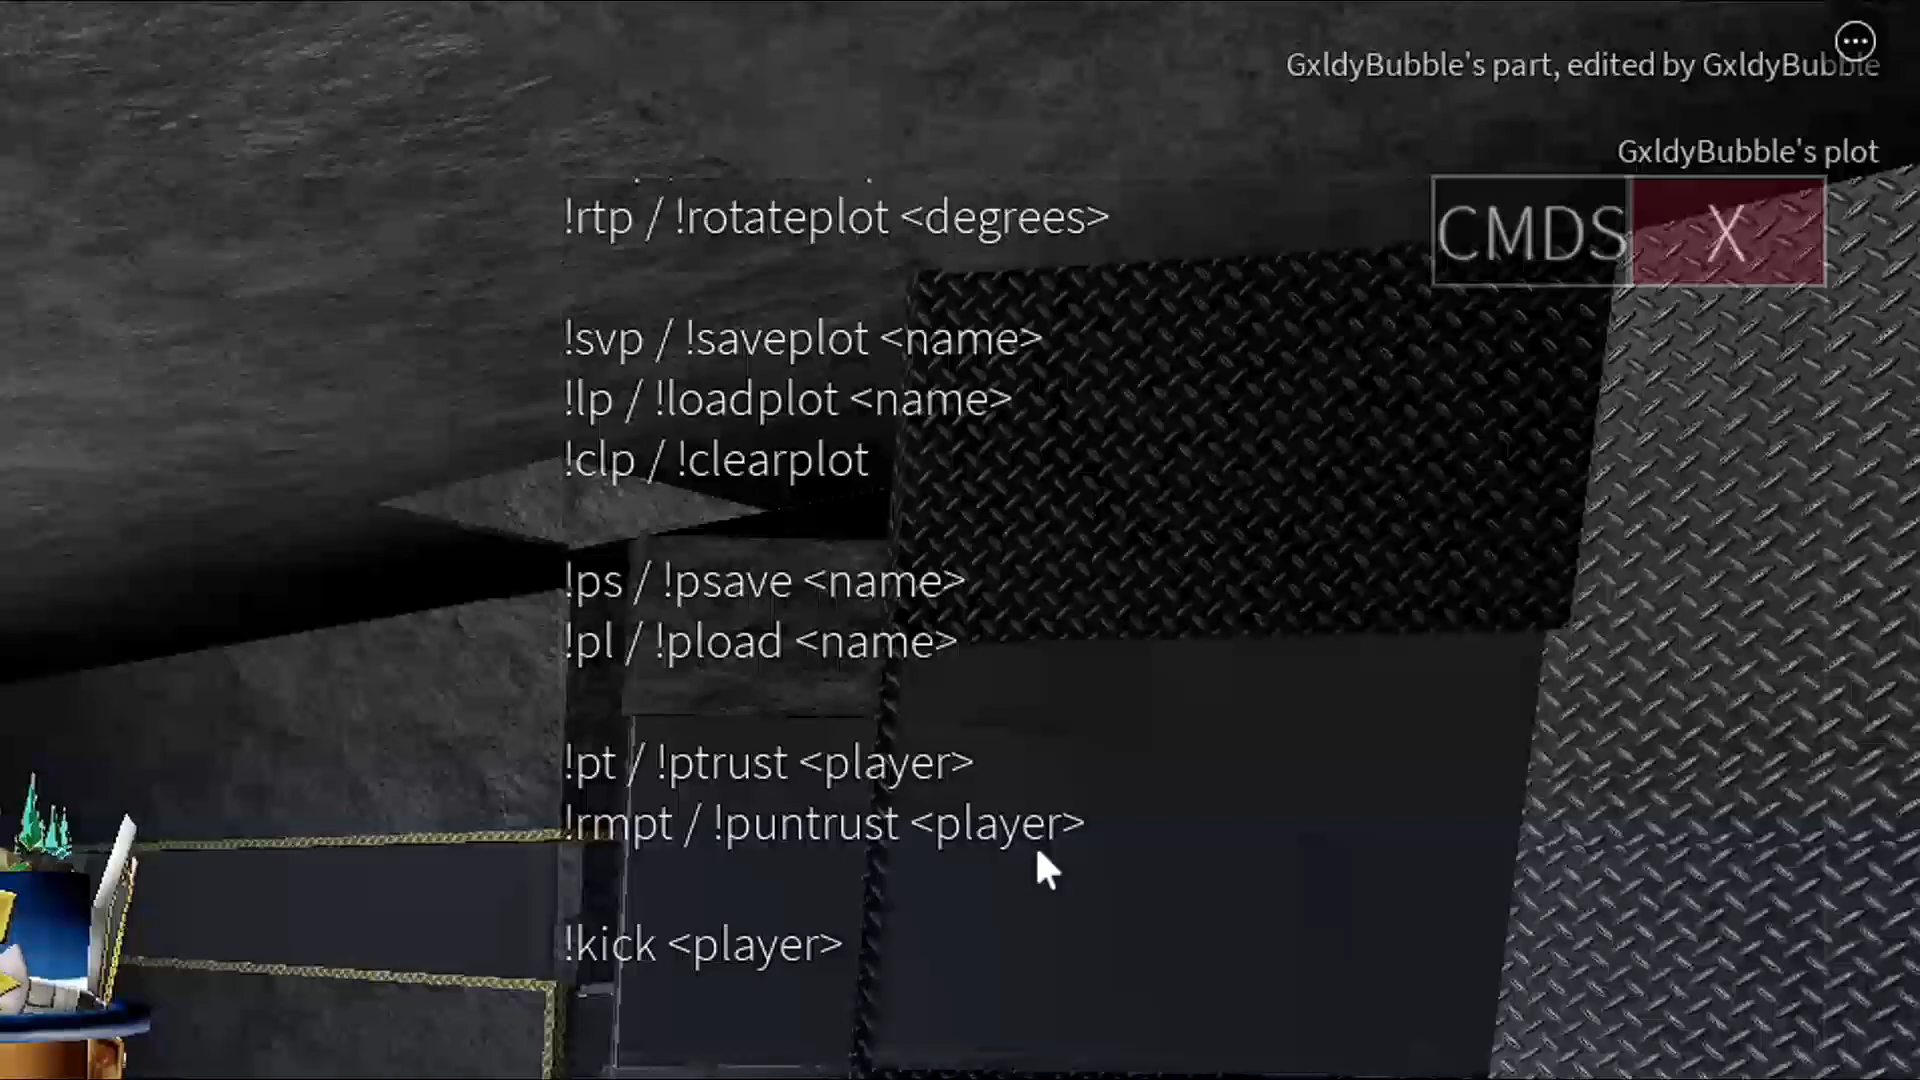 GxldyBubble's part, edited by GxldyBubble
GxldyBubble's plot
CMDS X
!rtp / !rotateplot <degrees>
!svp / !saveplot <name>
!lp / !loadplot <name>
!clp / !clearplot
!ps / !psave <name>
!pl / !pload <name>
!pt / !ptrust <player>
!rmpt / !puntrust <player>
!kick <player>